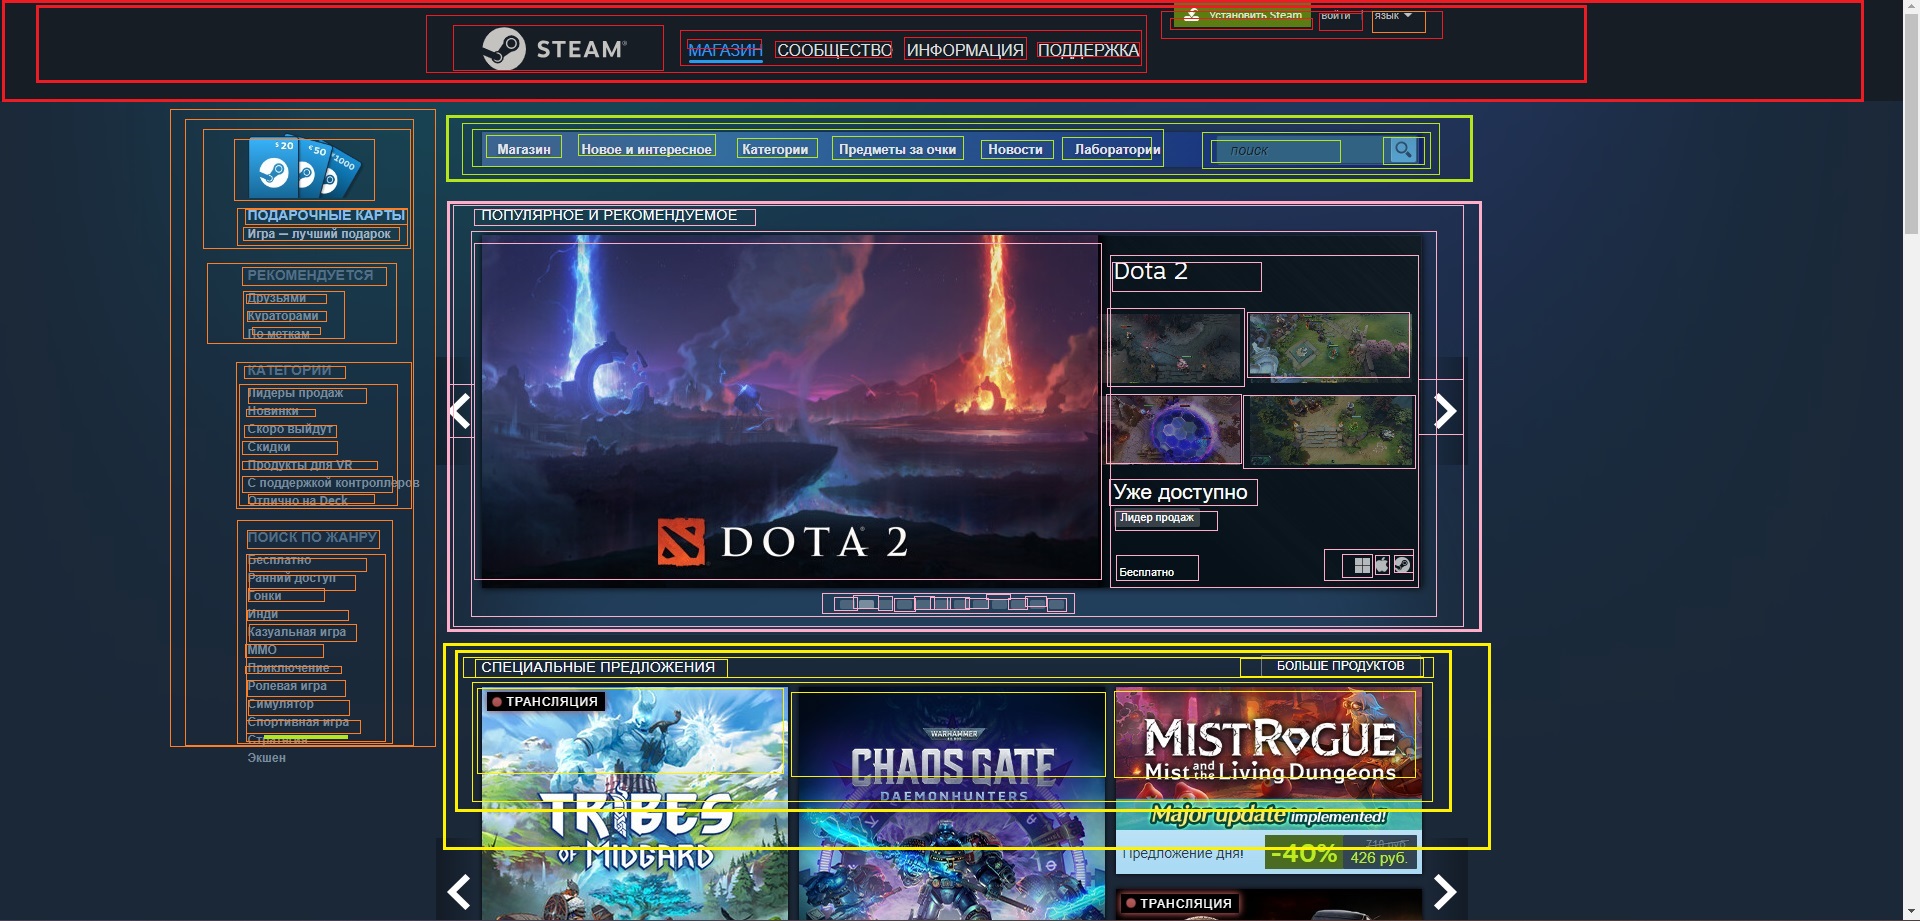 Установить Steam
войти
язык
STEAM
МАГАЗИН
СООБЩЕСТВО
ИНФОРМАЦИЯ
ПОДДЕРЖКА
$20
€50
₽1000
ПОДАРОЧНЫЕ КАРТЫ
Игра — лучший подарок
РЕКОМЕНДУЕТСЯ
Друзьями
Кураторами
По меткам
КАТЕГОРИИ
Лидеры продаж
Новинки
Скоро выйдут
Скидки
Продукты для VR
С поддержкой контроллеров
Отлично на Deck
ПОИСК ПО ЖАНРУ
Бесплатно
Ранний доступ
Гонки
Инди
Казуальная игра
ММО
Приключение
Ролевая игра
Симулятор
Спортивная игра
Стратегия
Экшен
Магазин
Новое и интересное
Категории
Предметы за очки
Новости
Лаборатории
поиск
ПОПУЛЯРНОЕ И РЕКОМЕНДУЕМОЕ
DOTA 2
Dota 2
Уже доступно
Лидер продаж
Бесплатно
СПЕЦИАЛЬНЫЕ ПРЕДЛОЖЕНИЯ
БОЛЬШЕ ПРОДУКТОВ
ТРАНСЛЯЦИЯ
TRIBES
OF MIDGARD
WARHAMMER
CHAOS GATE
DAEMONHUNTERS
MISTROGUE
Mist and the Living Dungeons
Major update implemented!
Предложение дня!
-40%
710 руб.
426 руб.
ТРАНСЛЯЦИЯ